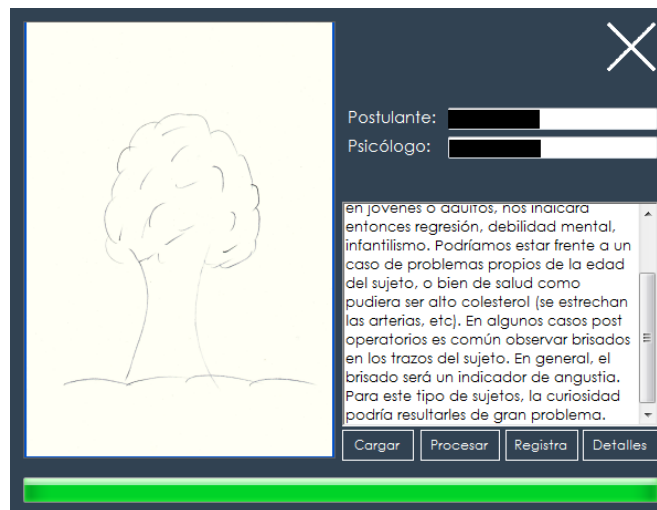 Postulante:
Psicólogo:
en jóvenes o adultos, nos indicará
entonces regresión, debilidad mental,
infantilismo. Podríamos estar frente a un
caso de problemas propios de la edad
del sujeto, o bien de salud como
pudiera ser alto colesterol (se estrechan
las arterias, etc). En algunos casos post
operatorios es común observar brisados
en los trazos del sujeto. En general, el
brisado será un indicador de angustia.
Para este tipo de sujetos, la curiosidad
podría resultarles de gran problema.
Cargar Procesar Registra Detalles